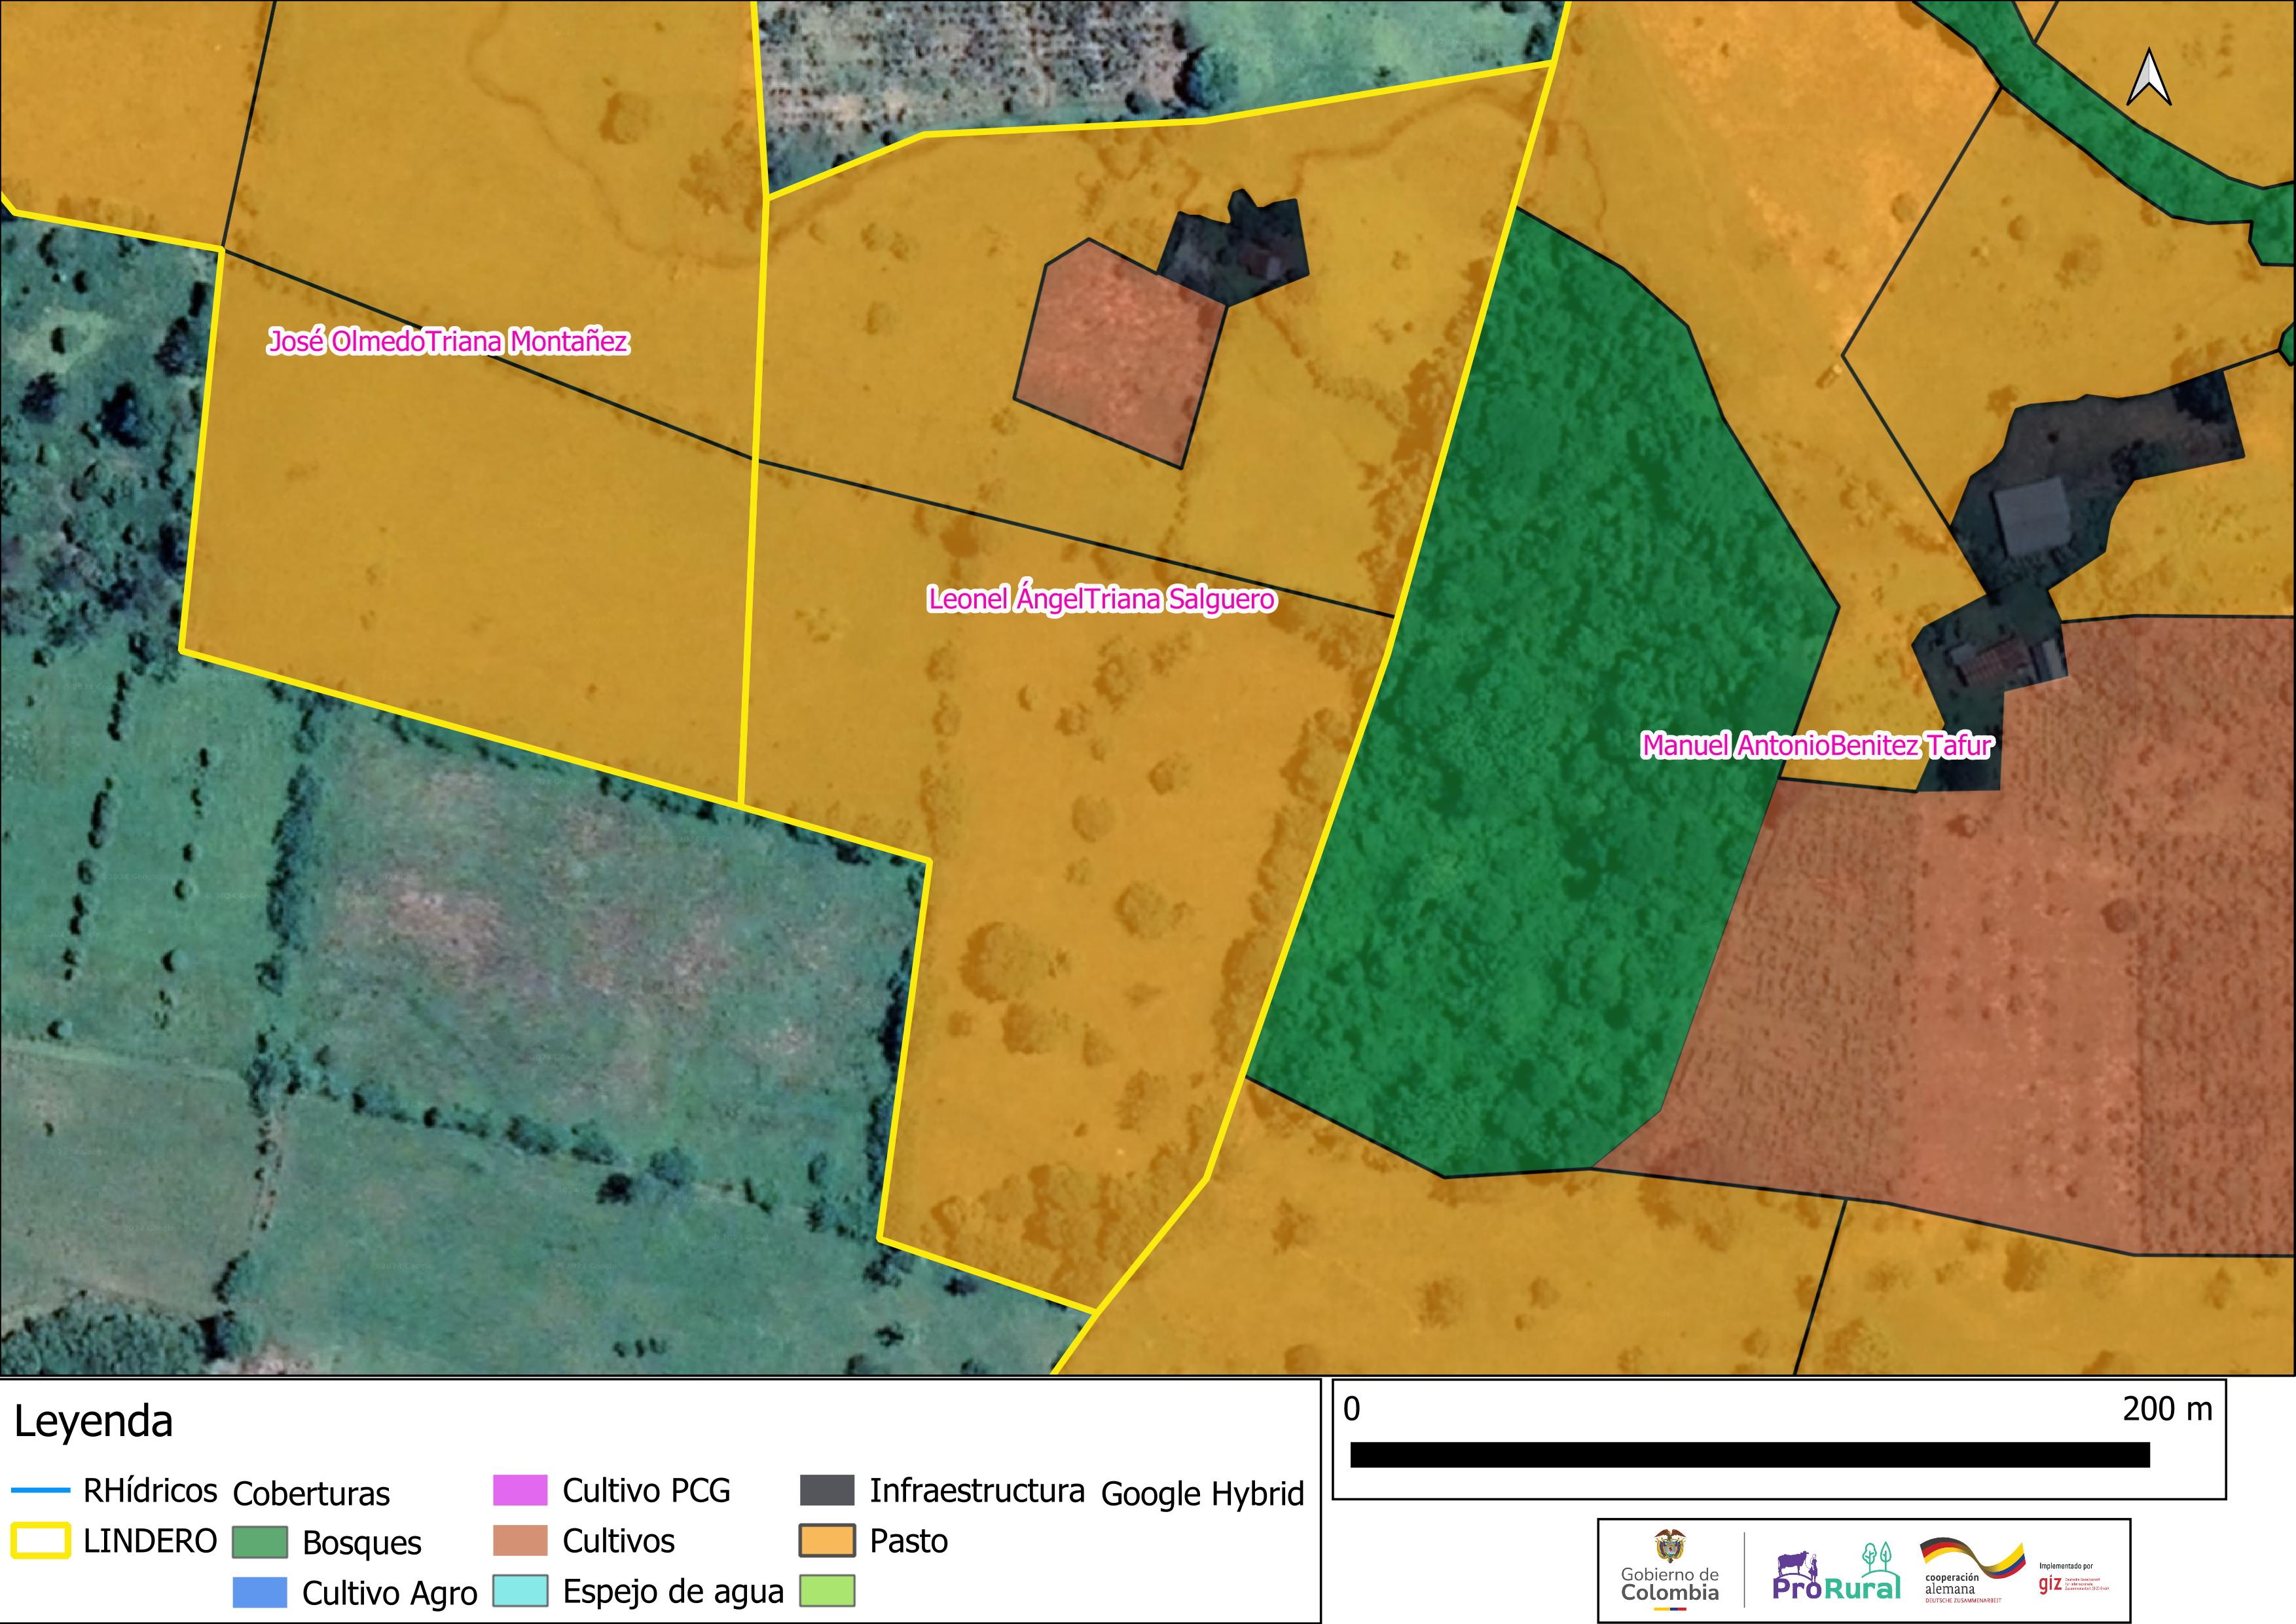 José OlmedoTriana Montañez
Leonel ÁngelTriana Salguero
Manuel AntonioBenitez Tafur
Leyenda
RHídricos
LINDERO
Coberturas
Bosques
Cultivo Agro
Cultivo PCG
Cultivos
Espejo de agua
Infraestructura
Pasto
Google Hybrid
0 200 m
Gobierno de
Colombia
ProRural
cooperación
alemana
DEUTSCHE ZUSAMMENARBEIT
Implementado por
giz